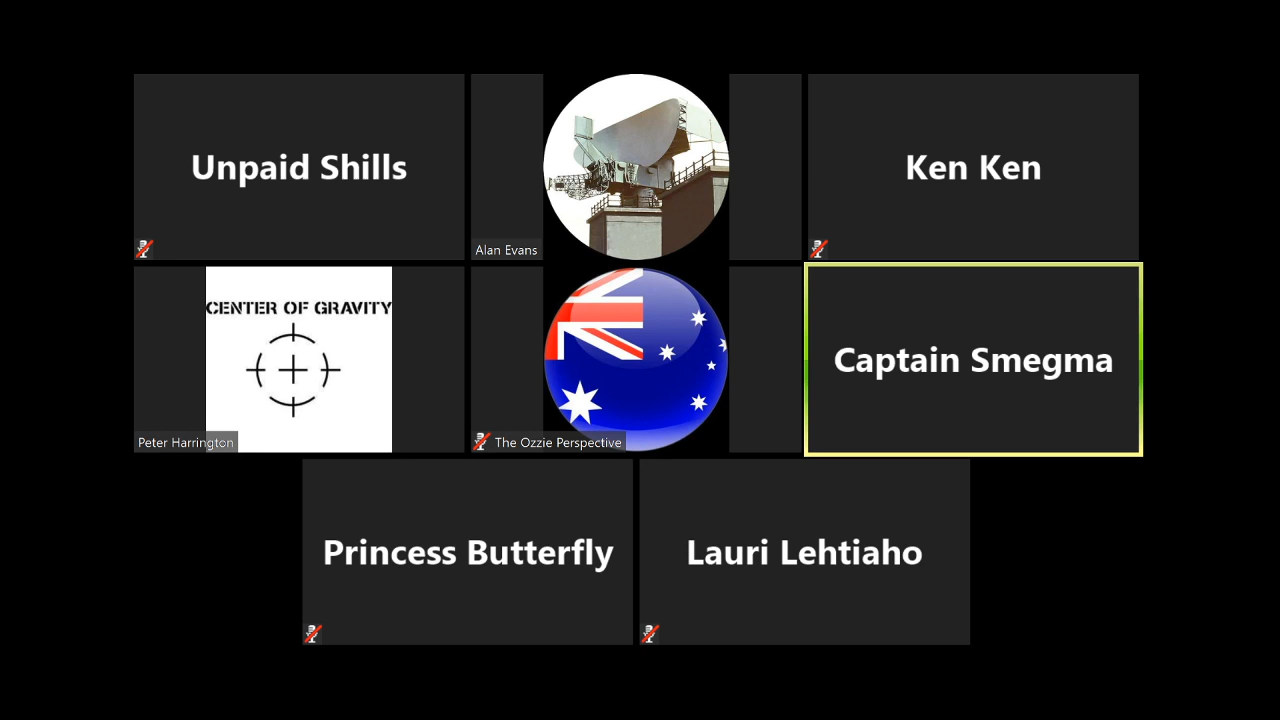 Unpaid Shills
Alan Evans
Ken Ken
CENTER OF GRAVITY
Peter Harrington
The Ozzie Perspective
Captain Smegma
Princess Butterfly
Lauri Lehtiaho